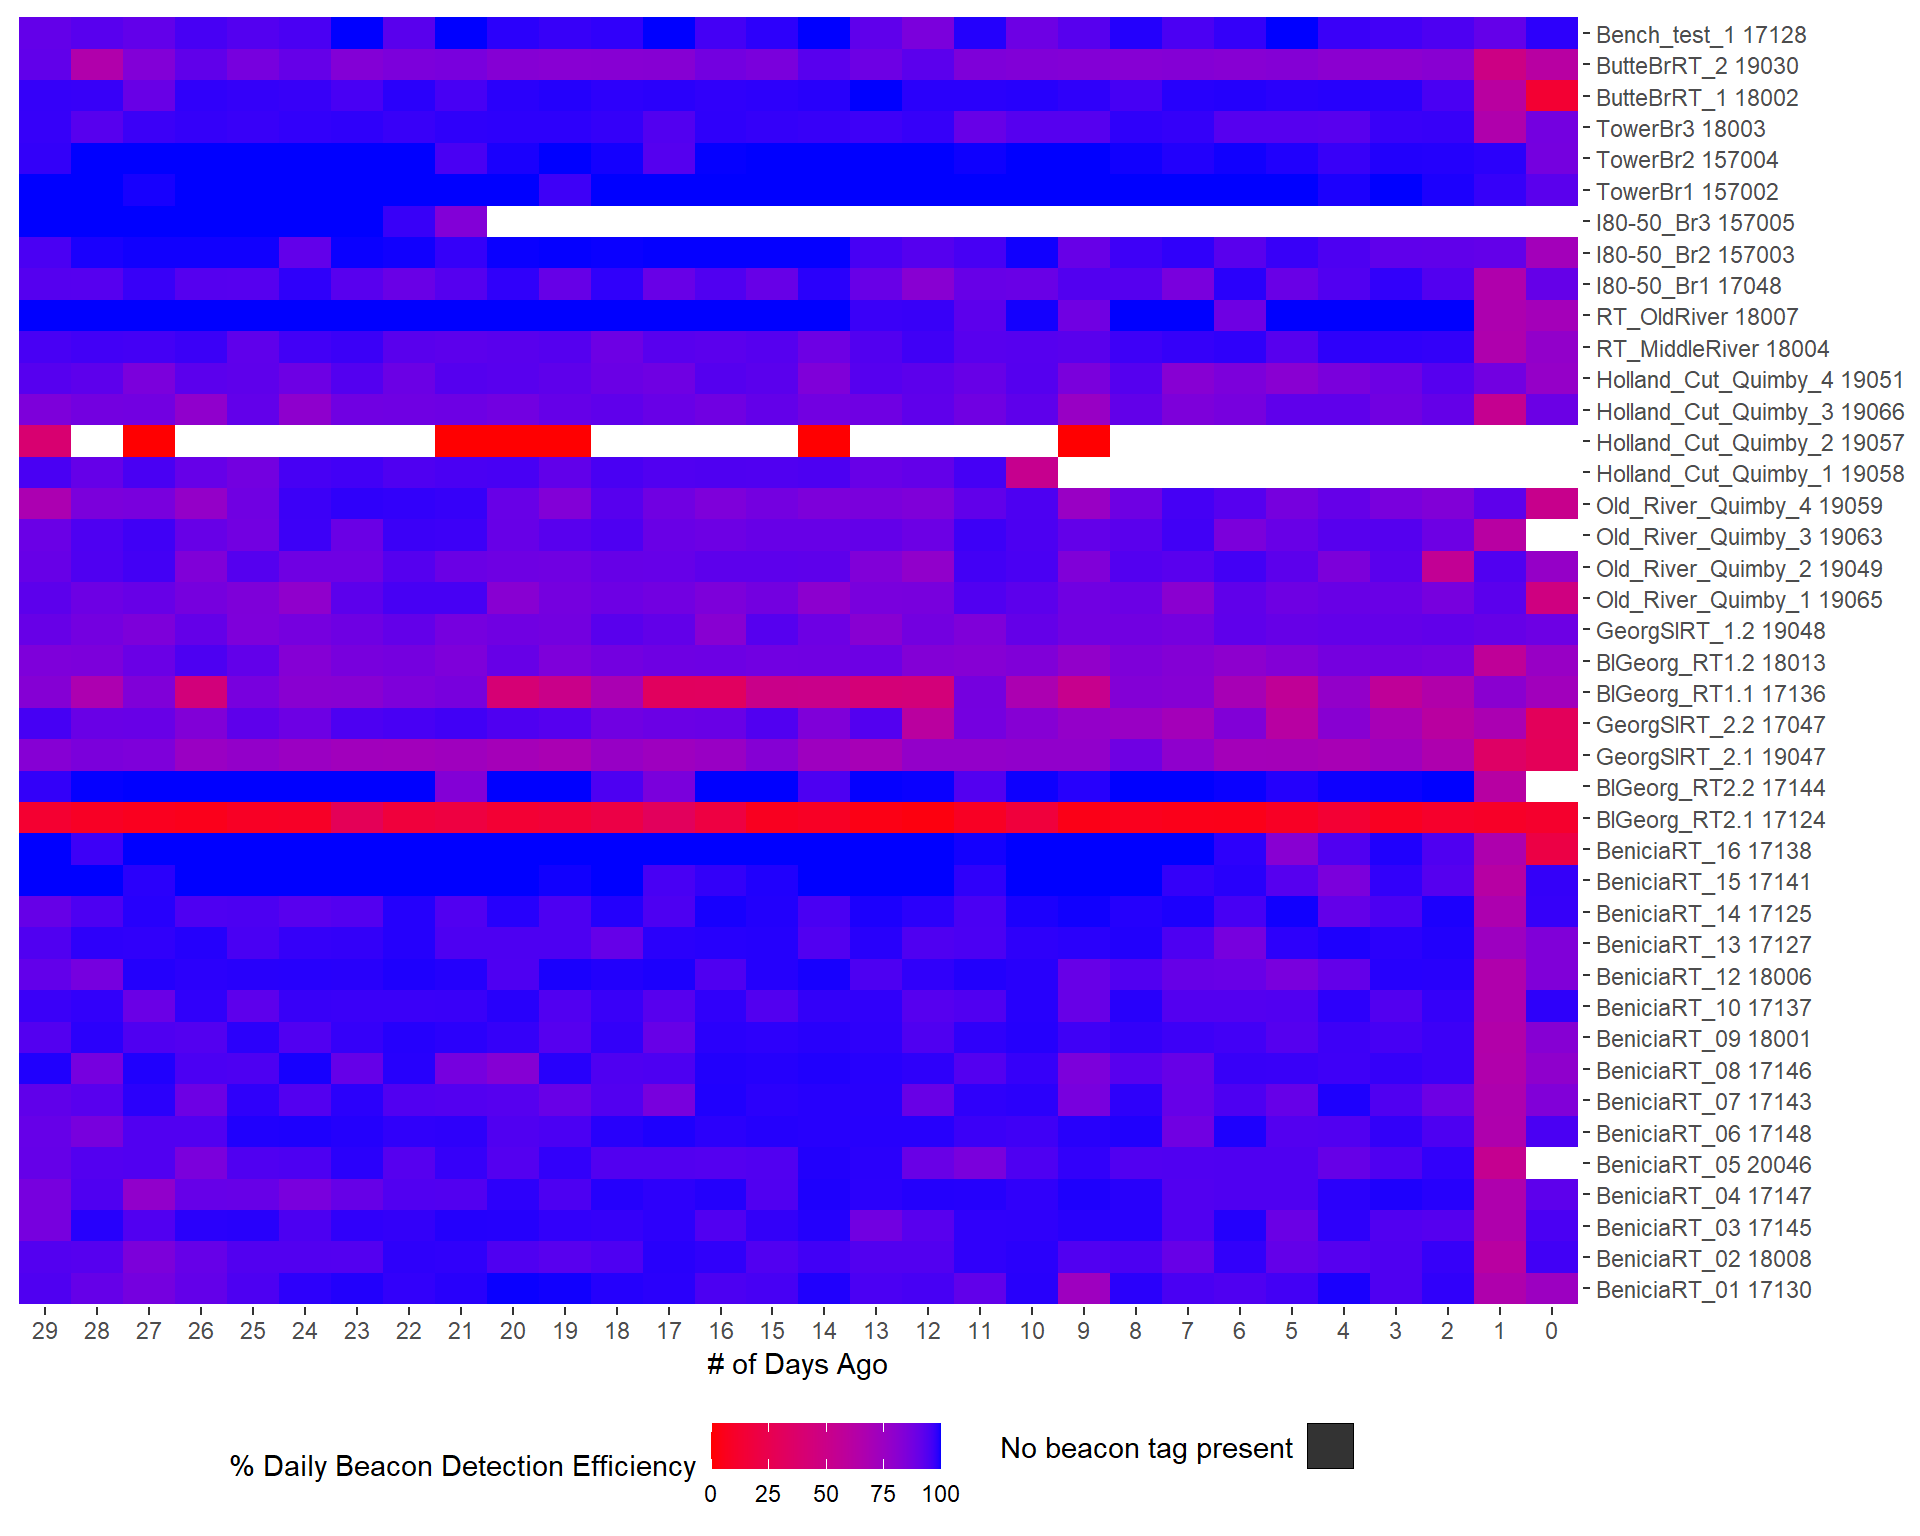 Bench_test_1 17128
ButteBrRT_2 19030
ButteBrRT_1 18002
TowerBr3 18003
TowerBr2 157004
TowerBr1 157002
I80-50_Br3 157005
I80-50_Br2 157003
I80-50_Br1 17048
RT_OldRiver 18007
RT_MiddleRiver 18004
Holland_Cut_Quimby_4 19051
Holland_Cut_Quimby_3 19066
Holland_Cut_Quimby_2 19057
Holland_Cut_Quimby_1 19058
Old_River_Quimby_4 19059
Old_River_Quimby_3 19063
Old_River_Quimby_2 19049
Old_River_Quimby_1 19065
GeorgSlRT_1.2 19048
BlGeorg_RT1.2 18013
BlGeorg_RT1.1 17136
GeorgSlRT_2.2 17047
GeorgSlRT_2.1 19047
BlGeorg_RT2.2 17144
BlGeorg_RT2.1 17124
BeniciaRT_16 17138
BeniciaRT_15 17141
BeniciaRT_14 17125
BeniciaRT_13 17127
BeniciaRT_12 18006
BeniciaRT_10 17137
BeniciaRT_09 18001
BeniciaRT_08 17146
BeniciaRT_07 17143
BeniciaRT_06 17148
BeniciaRT_05 20046
BeniciaRT_04 17147
BeniciaRT_03 17145
BeniciaRT_02 18008
BeniciaRT_01 17130
29 28 27 26 25 24 23 22 21 20 19 18 17 16 15 14 13 12 11 10 9 8 7 6 5 4 3 2 1 0
# of Days Ago
% Daily Beacon Detection Efficiency
0 25 50 75 100
No beacon tag present